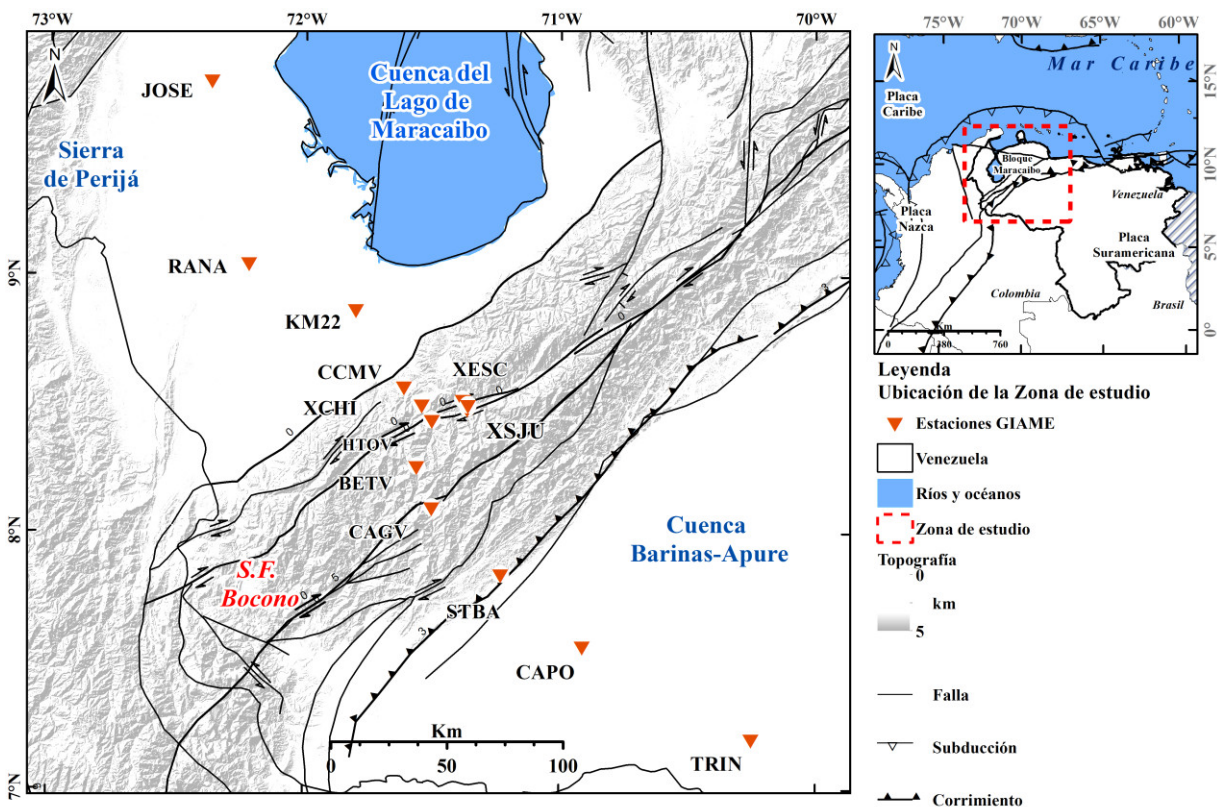 73°W
72°W
71°W
70°W
N
JOSE
Cuenca del
Lago de
Maracaibo
Sierra
de Perijá
RANA
9°N
KM22
CCMV
XESC
XCHI
XSJU
HTOV
BETV
8°N
CAGV
Cuenca
Barinas-Apure
S.F.
Bocono
STBA
CAPO
Km
0
50
100
TRIN
7°N
75°W
70°W
65°W
60°W
N
Mar Caribe
15°N
Placa
Caribe
10°N
Bloque
Maracaibo
Venezuela
Placa
Nazca
Placa
Suramericana
5°N
Colombia
Brasil
Km
0
380
760
0°
Leyenda
Ubicación de la Zona de estudio
Estaciones GIAME
Venezuela
Ríos y océanos
Zona de estudio
Topografía
0
km
5
Falla
Subducción
Corrimiento